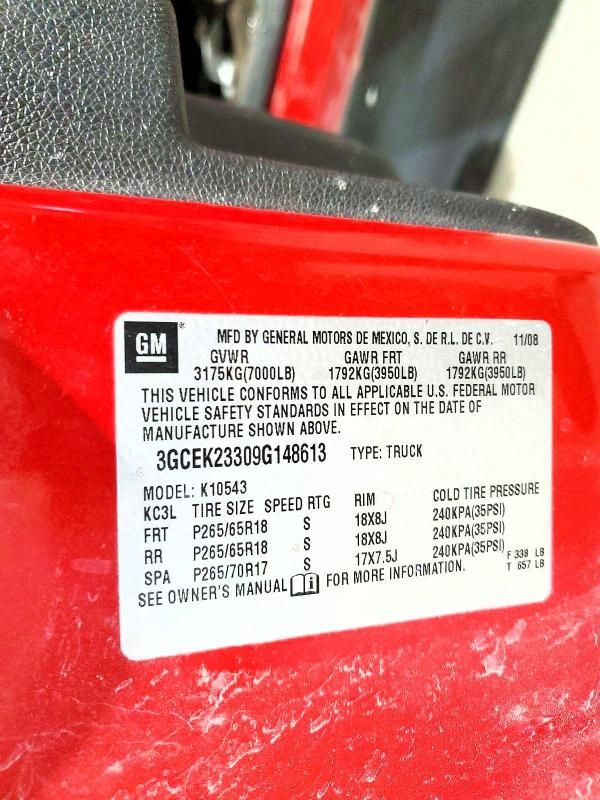 GM ® MFD BY GENERAL MOTORS DE MEXICO, S. DE R.L. DE C.V. 11/08
GVWR GAWR FRT GAWR RR
3175KG(7000LB) 1792KG(3950LB) 1792KG(3950LB)
THIS VEHICLE CONFORMS TO ALL APPLICABLE U.S. FEDERAL MOTOR
VEHICLE SAFETY STANDARDS IN EFFECT ON THE DATE OF
MANUFACTURE SHOWN ABOVE.
3GCEK23309G148613 TYPE: TRUCK
MODEL: K10543
KC3L TIRE SIZE SPEED RTG RIM COLD TIRE PRESSURE
FRT P265/65R18 S 18X8J 240KPA(35PSI)
RR P265/65R18 S 18X8J 240KPA(35PSI)
SPA P265/70R17 S 17X7.5J 240KPA(35PSI) F 338 LB
SEE OWNER'S MANUAL i FOR MORE INFORMATION. T 657 LB